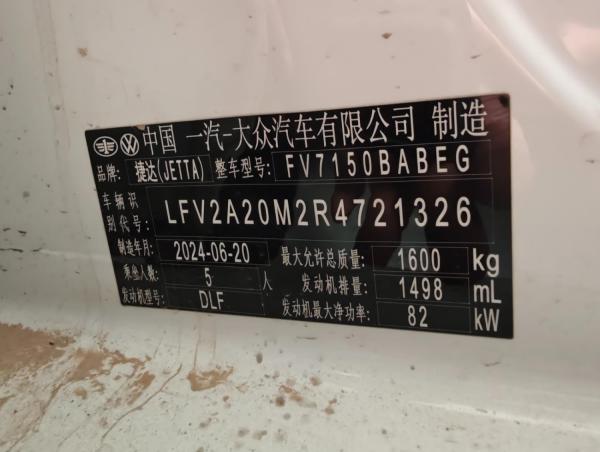 中国 一汽-大众汽车有限公司 制造
品牌: 捷达(JETTA) 整车型号: FV7150BABEG
车辆识别代号: LFV2A20M2R4721326
制造年月: 2024-06-20 最大允许总质量: 1600 kg
乘坐人数: 5 人 发动机排量: 1498 mL
发动机型号: DLF 发动机最大净功率: 82 kW